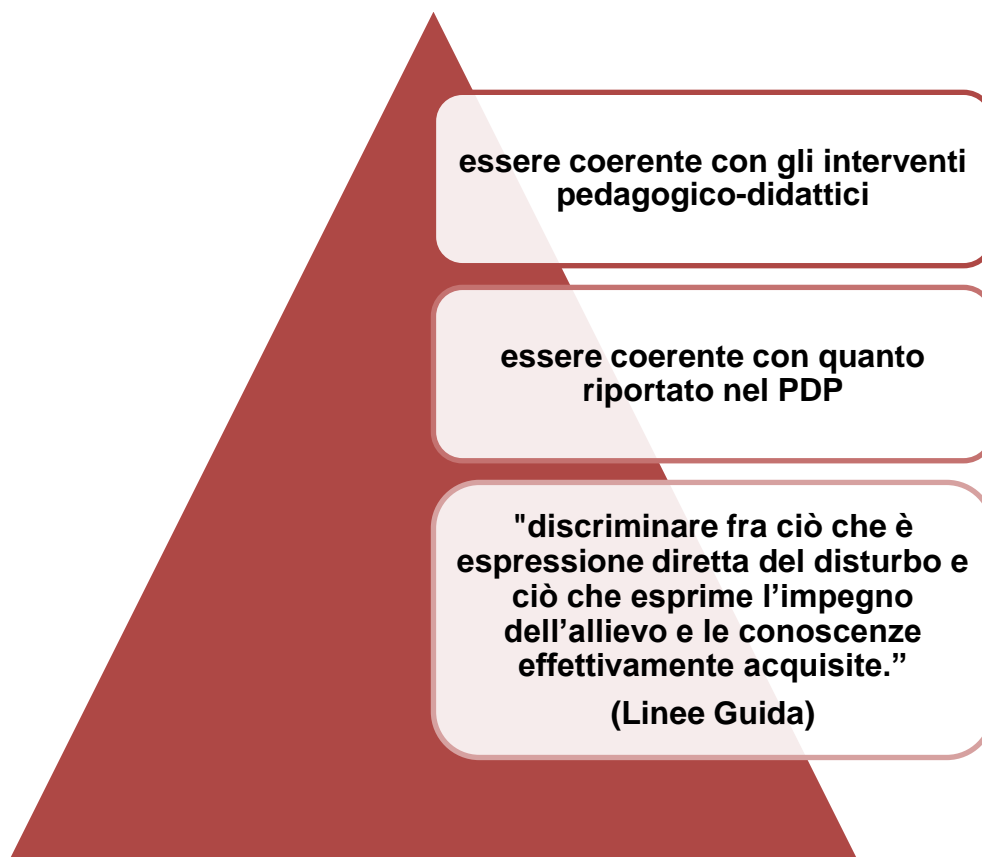 essere coerente con gli interventi
pedagogico-didattici
essere coerente con quanto
riportato nel PDP
"discriminare fra ciò che è
espressione diretta del disturbo e
ciò che esprime l’impegno
dell’allievo e le conoscenze
effettivamente acquisite.”
(Linee Guida)